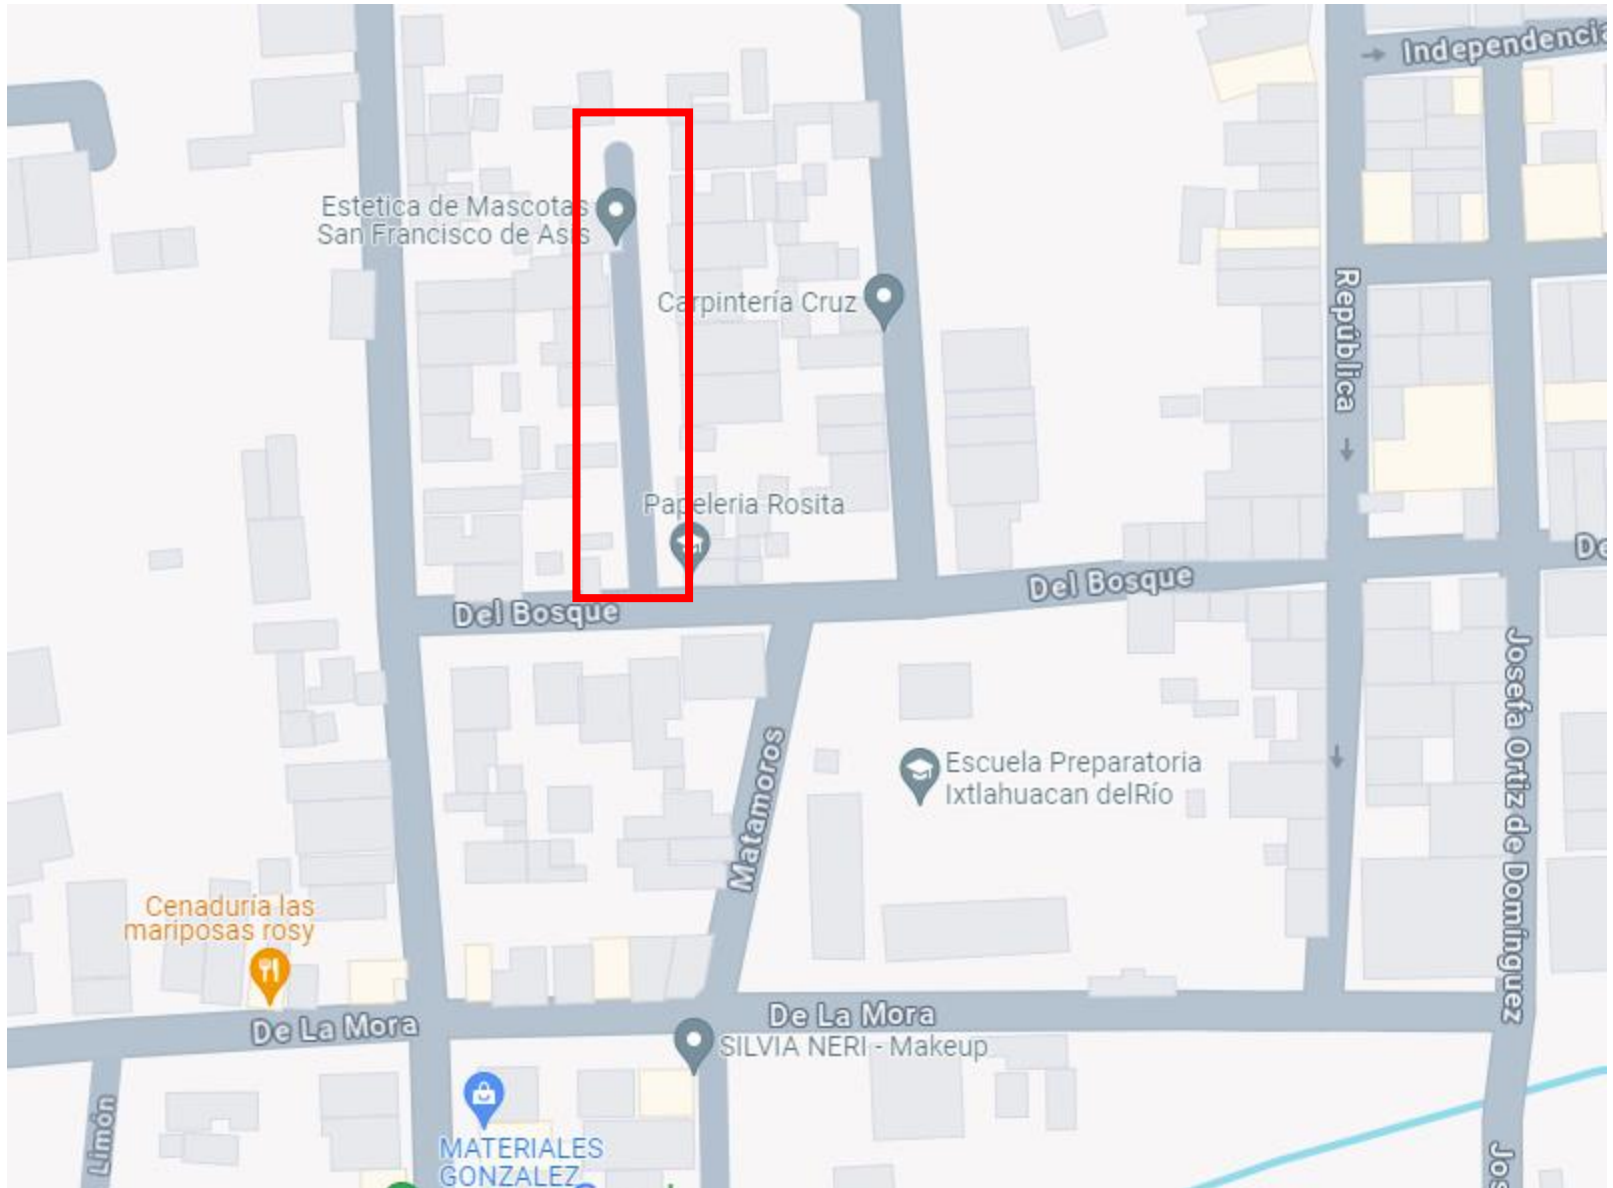 Independencia
Estetica de Mascotas
San Francisco de Asis
Carpintería Cruz
República
Papeleria Rosita
De
Del Bosque
Del Bosque
Josefa Ortiz de Domínguez
Matamoros
Escuela Preparatoria
Ixtlahuacan delRío
Cenaduria las
mariposas rosy
De La Mora
De La Mora
SILVIA NERI - Makeup
Limón
MATERIALES
GONZALEZ
Jos